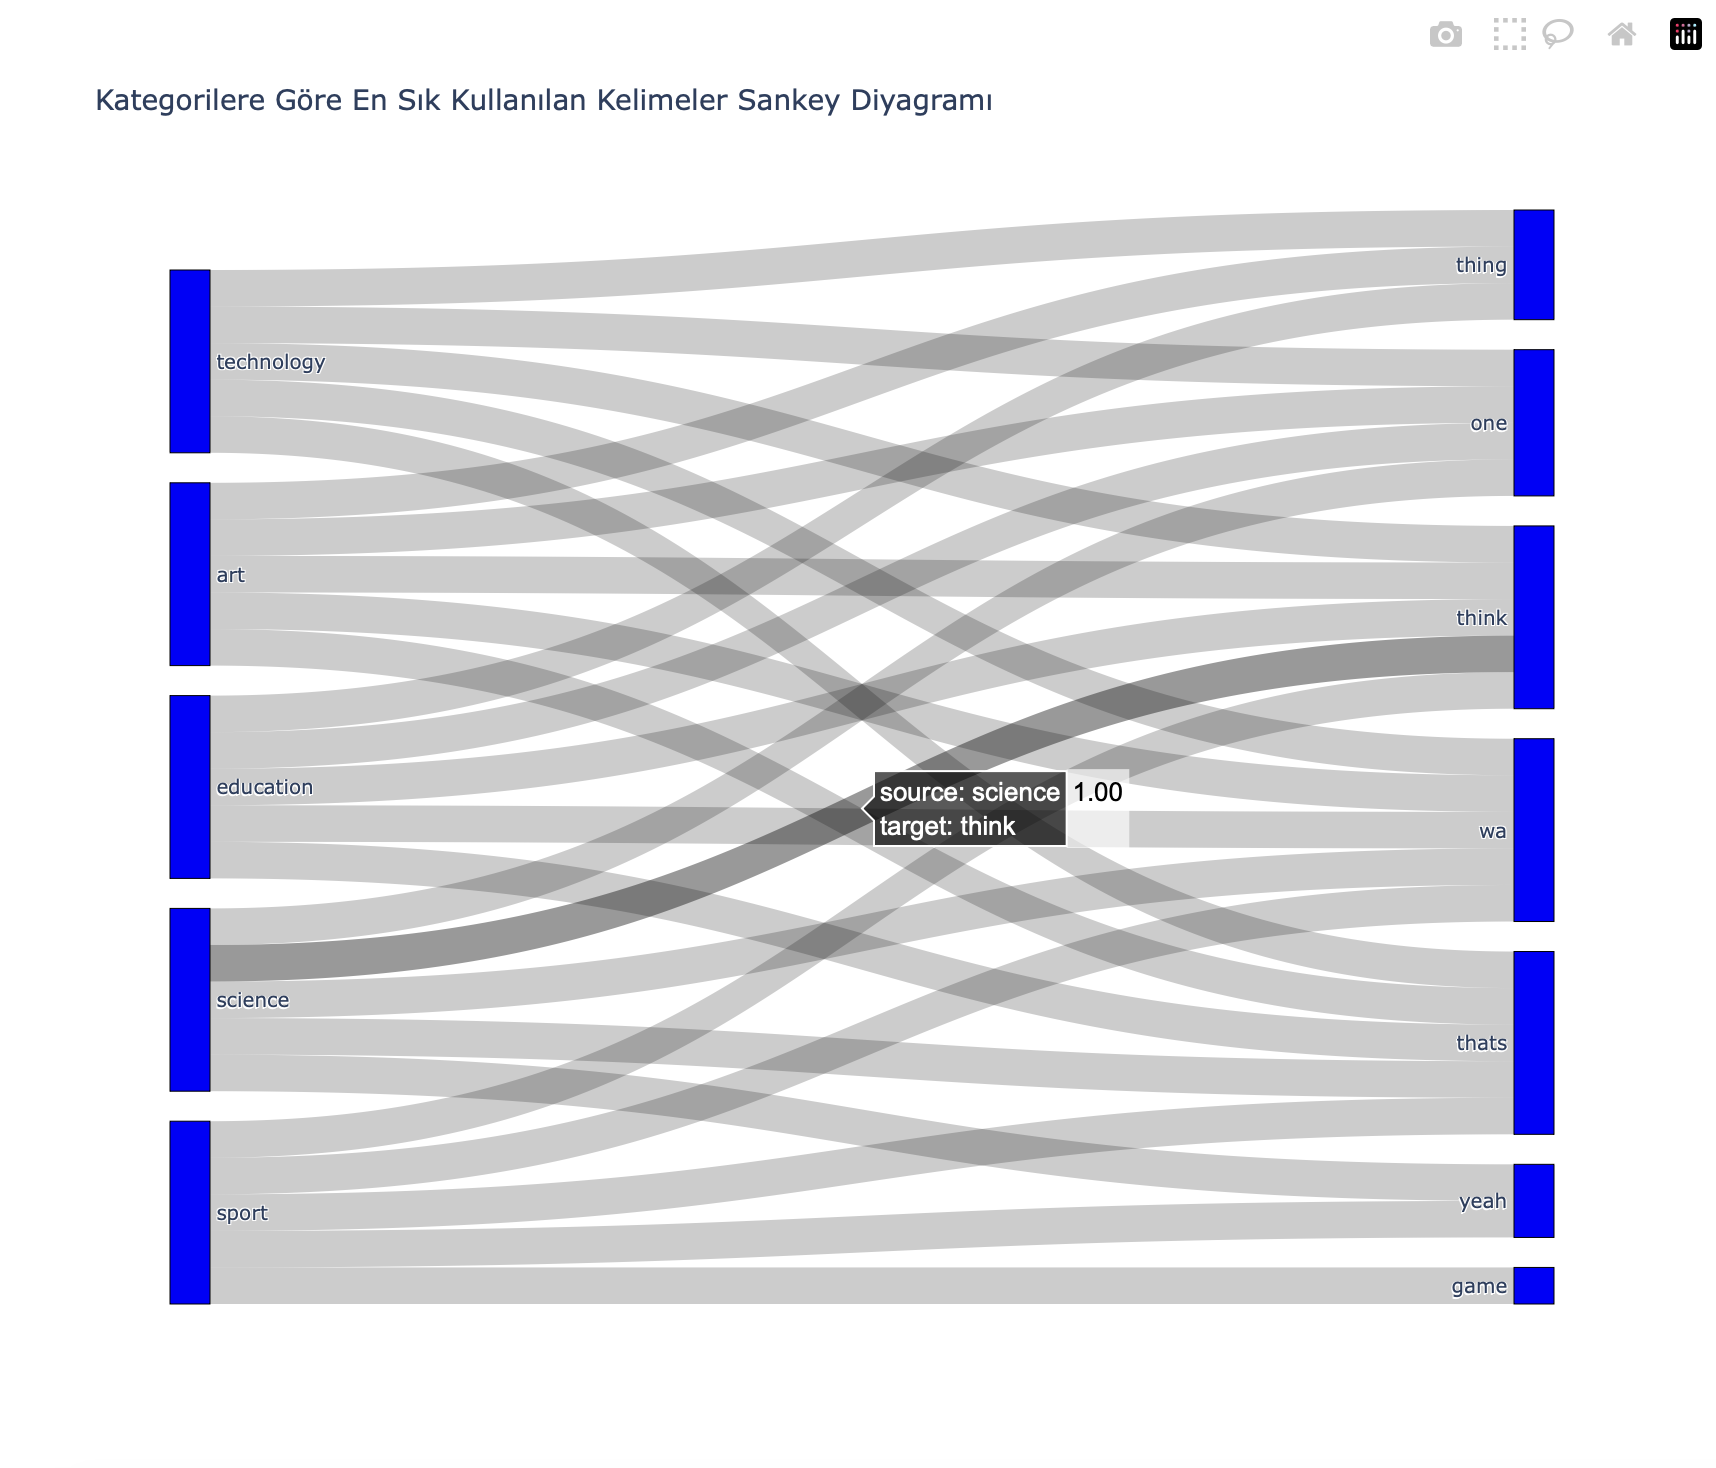 Kategorilere Göre En Sık Kullanılan Kelimeler Sankey Diyagramı
technology
art
education
science
sport
source: science 1.00
target: think
thing
one
think
wa
thats
yeah
game